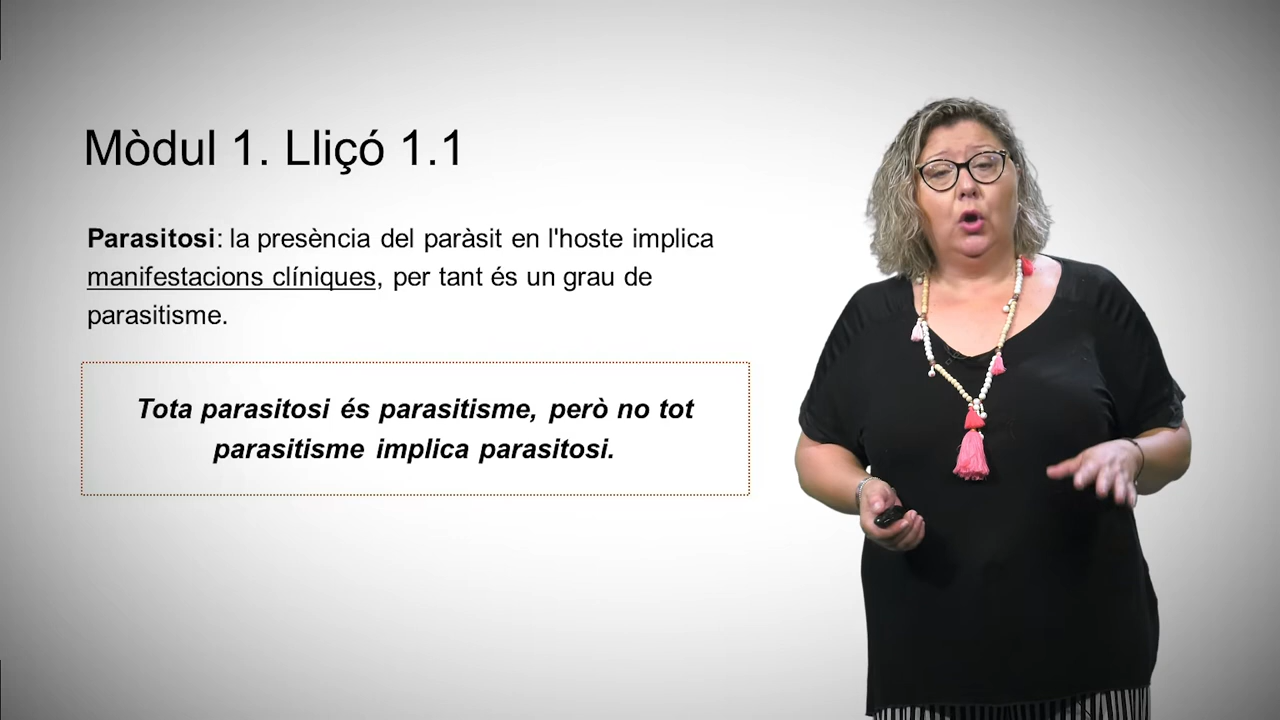 Mòdul 1. Lliçó 1.1
Parasitosi: la presència del paràsit en l'hoste implica
manifestacions clíniques, per tant és un grau de
parasitisme.
Tota parasitosi és parasitisme, però no tot
parasitisme implica parasitosi.